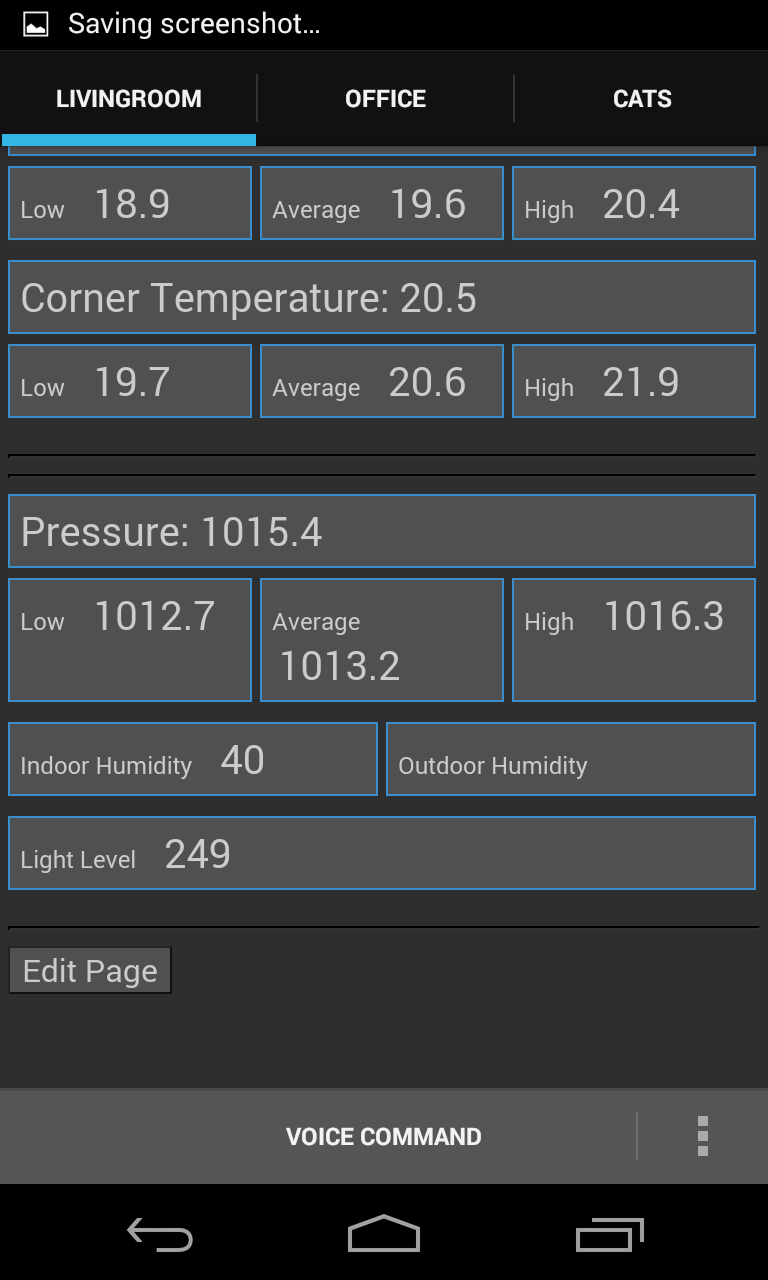 Saving screenshot...
LIVINGROOM OFFICE CATS
Low 18.9 Average 19.6 High 20.4
Corner Temperature: 20.5
Low 19.7 Average 20.6 High 21.9
Pressure: 1015.4
Low 1012.7 Average 1013.2 High 1016.3
Indoor Humidity 40 Outdoor Humidity
Light Level 249
Edit Page
VOICE COMMAND